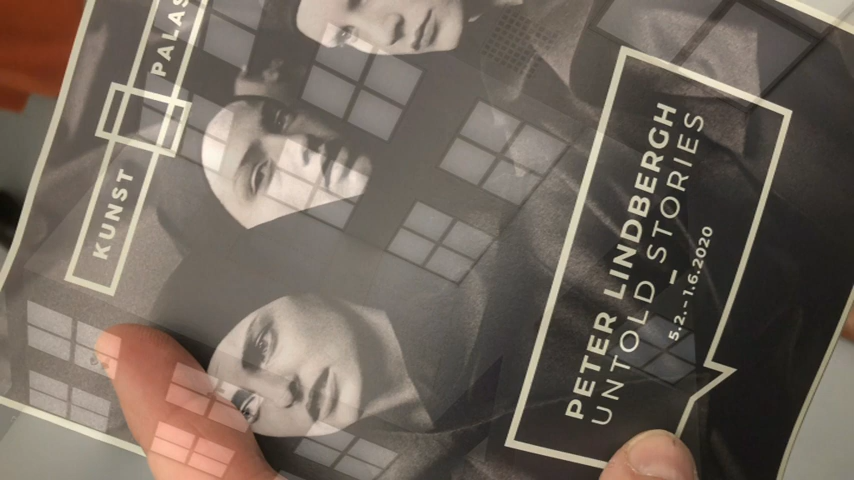 KUNST
PALAS
PETER LINDBERGH
UNTOLD STORIES
–
5.2.–1.6.2020